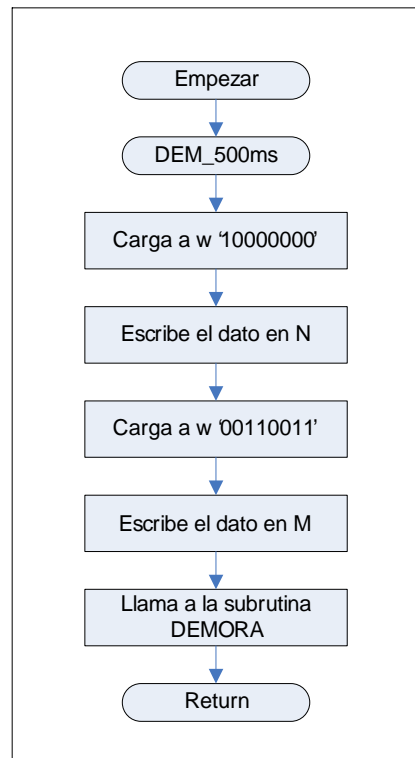 Empezar
DEM_500ms
Carga a w ‘10000000’
Escribe el dato en N
Carga a w ‘00110011’
Escribe el dato en M
Llama a la subrutina
DEMORA
Return